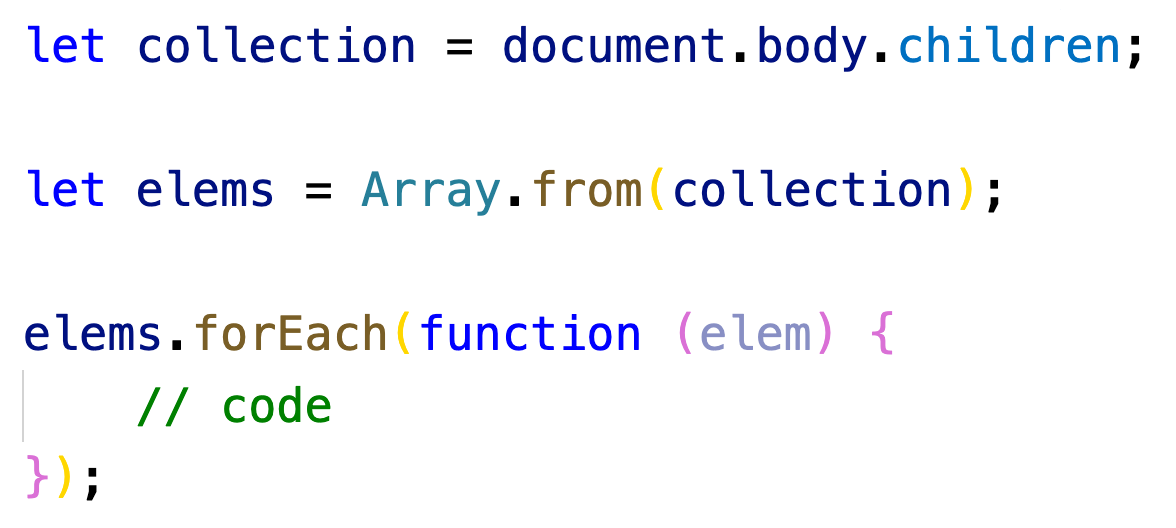 let collection = document.body.children;
let elems = Array.from(collection);
elems.forEach(function (elem) {
    // code
});